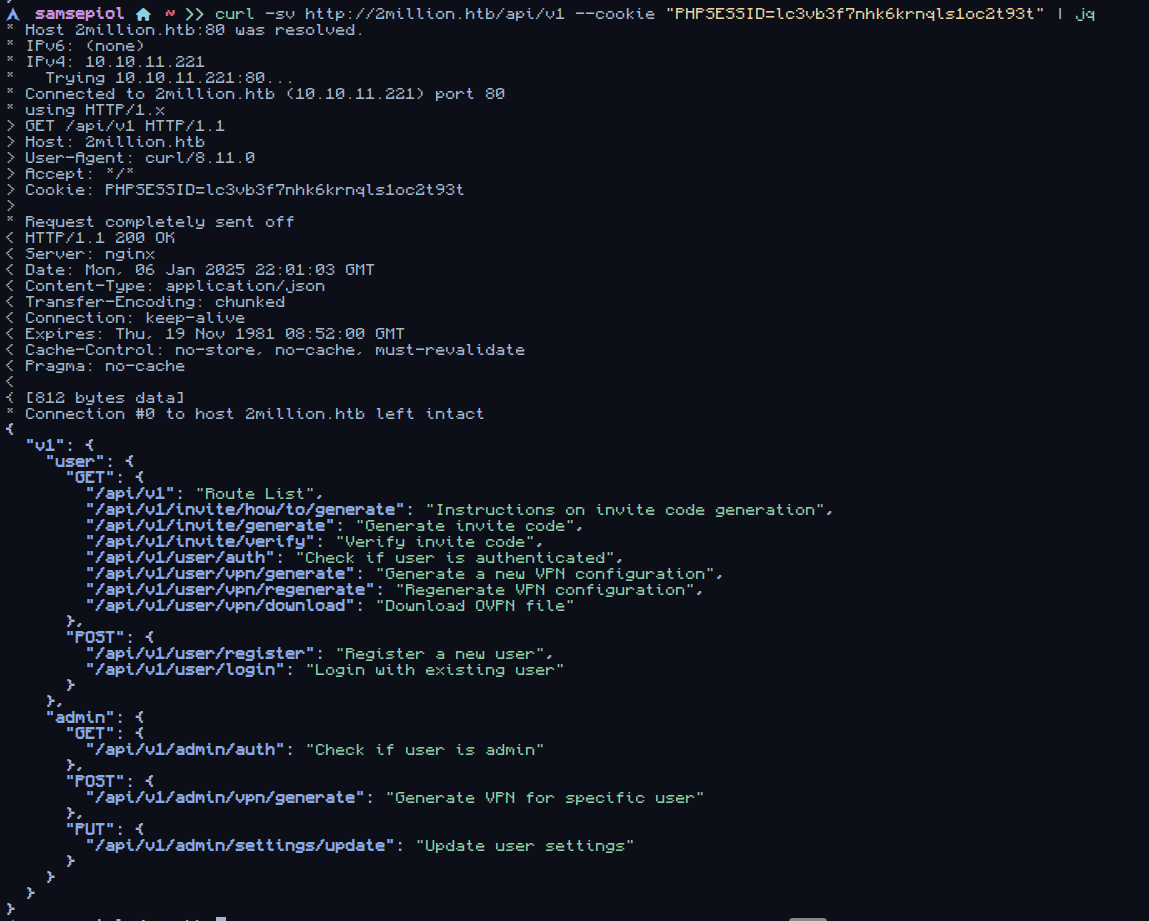 samsepiol ~ >> curl -sv http://2million.htb/api/v1 --cookie "PHPSESSID=lc3vb3f7nhk6krnqls1oc2t93t" | jq
* Host 2million.htb:80 was resolved.
* IPv6: (none)
* IPv4: 10.10.11.221
*   Trying 10.10.11.221:80...
* Connected to 2million.htb (10.10.11.221) port 80
* using HTTP/1.x
> GET /api/v1 HTTP/1.1
> Host: 2million.htb
> User-Agent: curl/8.11.0
> Accept: */*
> Cookie: PHPSESSID=lc3vb3f7nhk6krnqls1oc2t93t
>
* Request completely sent off
< HTTP/1.1 200 OK
< Server: nginx
< Date: Mon, 06 Jan 2025 22:01:03 GMT
< Content-Type: application/json
< Transfer-Encoding: chunked
< Connection: keep-alive
< Expires: Thu, 19 Nov 1981 08:52:00 GMT
< Cache-Control: no-store, no-cache, must-revalidate
< Pragma: no-cache
<
{ [812 bytes data]
* Connection #0 to host 2million.htb left intact
{
  "v1": {
    "user": {
      "GET": {
        "/api/v1": "Route List",
        "/api/v1/invite/how/to/generate": "Instructions on invite code generation",
        "/api/v1/invite/generate": "Generate invite code",
        "/api/v1/invite/verify": "Verify invite code",
        "/api/v1/user/auth": "Check if user is authenticated",
        "/api/v1/user/vpn/generate": "Generate a new VPN configuration",
        "/api/v1/user/vpn/regenerate": "Regenerate VPN configuration",
        "/api/v1/user/vpn/download": "Download OVPN file"
      },
      "POST": {
        "/api/v1/user/register": "Register a new user",
        "/api/v1/user/login": "Login with existing user"
      }
    },
    "admin": {
      "GET": {
        "/api/v1/admin/auth": "Check if user is admin"
      },
      "POST": {
        "/api/v1/admin/vpn/generate": "Generate VPN for specific user"
      },
      "PUT": {
        "/api/v1/admin/settings/update": "Update user settings"
      }
    }
  }
}